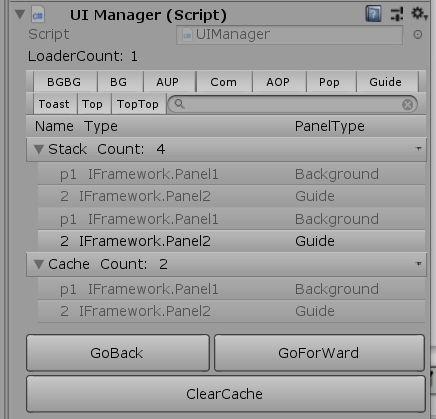 UI Manager (Script)
Script UIManager
LoaderCount: 1
BGBG BG AUP Com AOP Pop Guide
Toast Top TopTop
Name Type PanelType
Stack Count: 4
p1 IFramework.Panel1 Background
2 IFramework.Panel2 Guide
p1 IFramework.Panel1 Background
2 IFramework.Panel2 Guide
Cache Count: 2
p1 IFramework.Panel1 Background
2 IFramework.Panel2 Guide
GoBack GoForWard
ClearCache